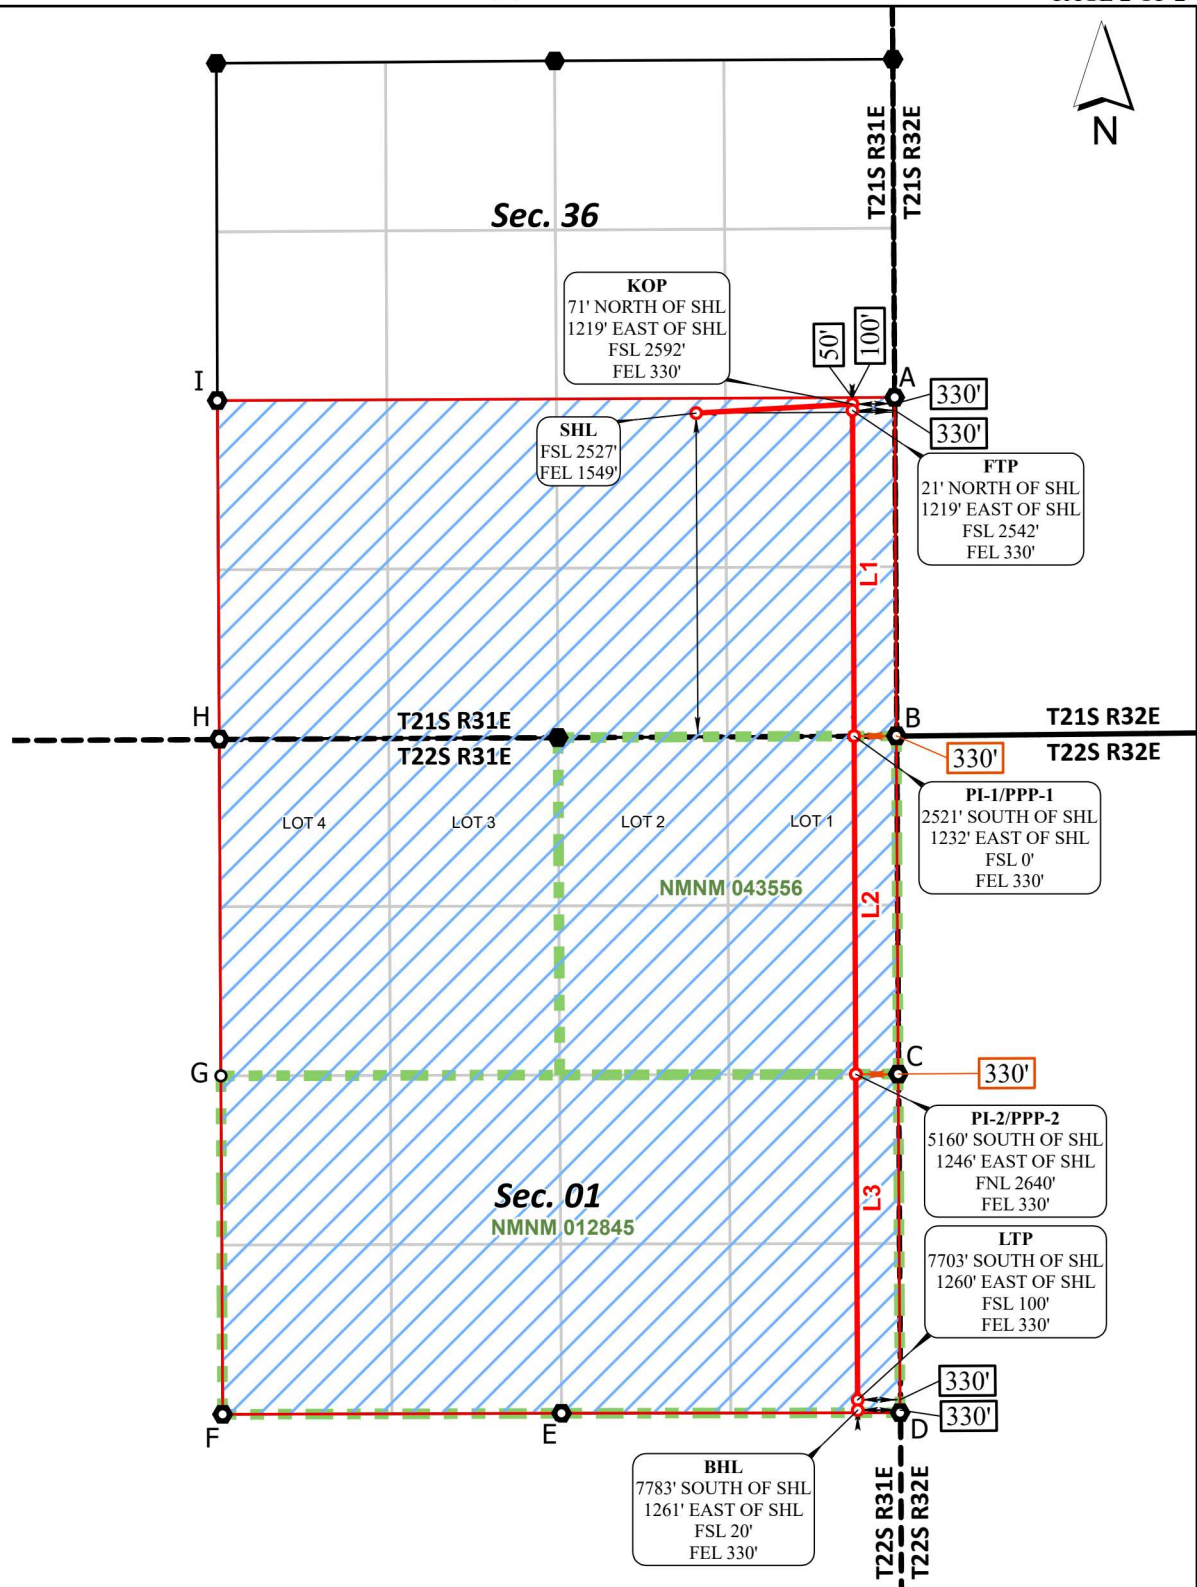 N
T21S R31E
T21S R32E
Sec. 36
KOP
71' NORTH OF SHL
1219' EAST OF SHL
FSL 2592'
FEL 330'
50'
100'
I
A
330'
330'
SHL
FSL 2527'
FEL 1549'
FTP
21' NORTH OF SHL
1219' EAST OF SHL
FSL 2542'
FEL 330'
L1
H
T21S R31E
T22S R31E
B
T21S R32E
T22S R32E
330'
PI-1/PPP-1
2521' SOUTH OF SHL
1232' EAST OF SHL
FSL 0'
FEL 330'
LOT 4
LOT 3
LOT 2
LOT 1
NMNM 043556
L2
G
C
330'
PI-2/PPP-2
5160' SOUTH OF SHL
1246' EAST OF SHL
FNL 2640'
FEL 330'
Sec. 01
NMNM 012845
L3
LTP
7703' SOUTH OF SHL
1260' EAST OF SHL
FSL 100'
FEL 330'
330'
330'
F
E
D
BHL
7783' SOUTH OF SHL
1261' EAST OF SHL
FSL 20'
FEL 330'
T22S R31E
T22S R32E